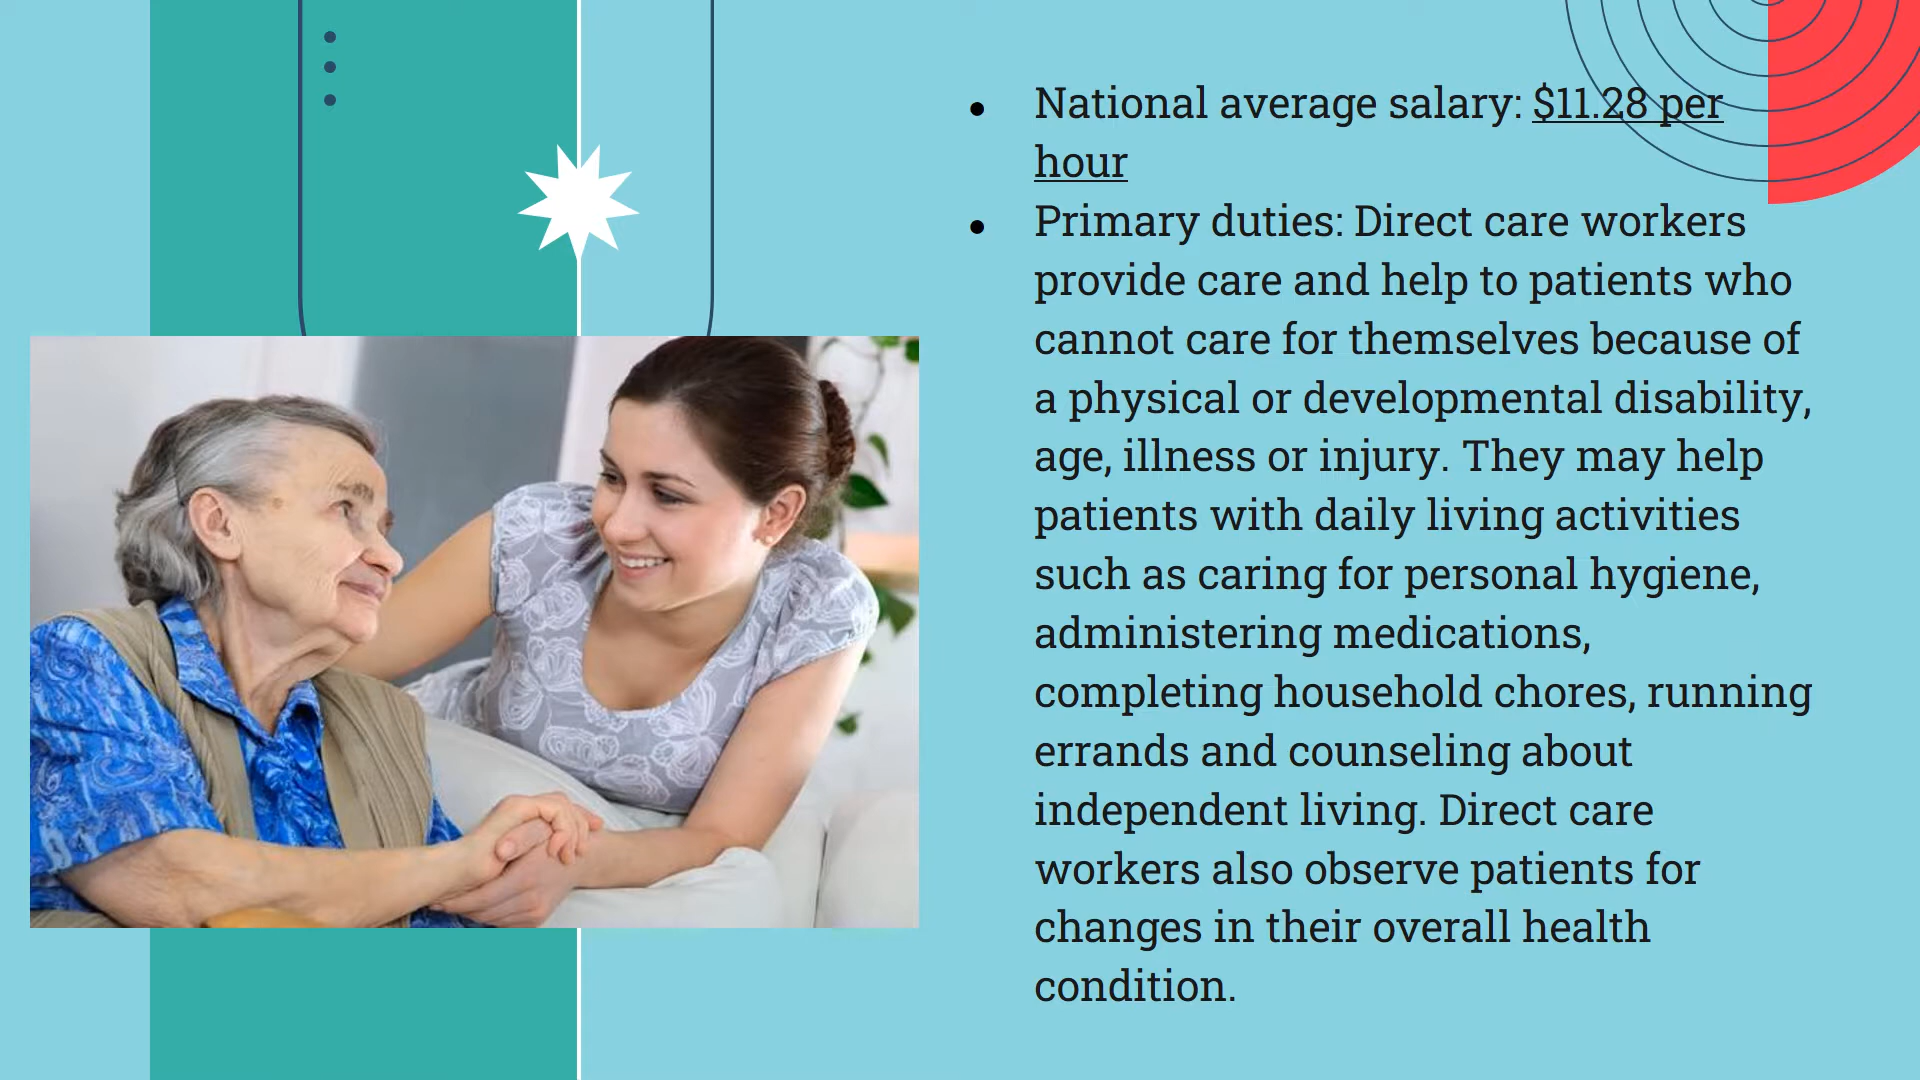 National average salary: $11.28 per
hour
Primary duties: Direct care workers
provide care and help to patients who
cannot care for themselves because of
a physical or developmental disability,
age, illness or injury. They may help
patients with daily living activities
such as caring for personal hygiene,
administering medications,
completing household chores, running
errands and counseling about
independent living. Direct care
workers also observe patients for
changes in their overall health
condition.